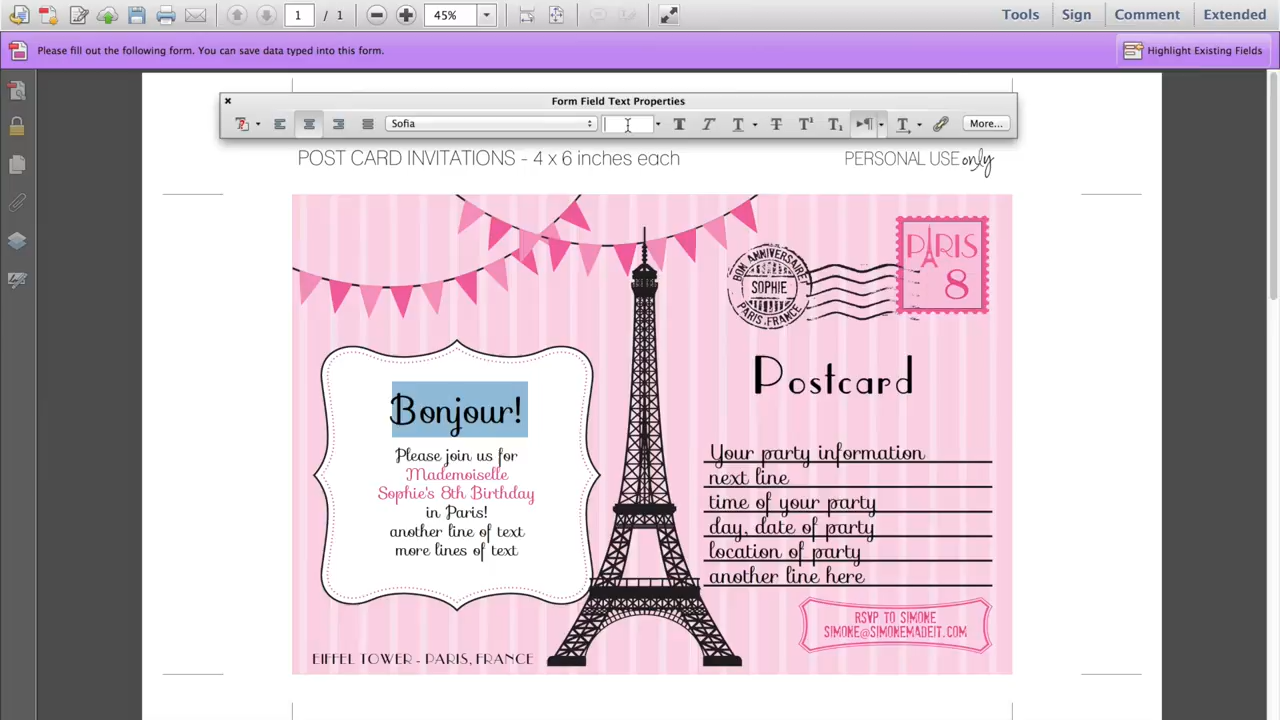 1 / 1
45%
Tools
Sign
Comment
Extended
Please fill out the following form. You can save data typed into this form.
Highlight Existing Fields
Form Field Text Properties
Sofia
More...
POST CARD INVITATIONS - 4 x 6 inches each
PERSONAL USE only
BON ANNIVERSAIRE
SOPHIE
PARIS, FRANCE
PARIS
8
Bonjour!
Please join us for
Mademoiselle
Sophie's 8th Birthday
in Paris!
another line of text
more lines of text
EIFFEL TOWER - PARIS, FRANCE
Postcard
Your party information
next line
time of your party
day, date of party
location of party
another line here
RSVP TO SIMONE
SIMONE@SIMONEMADEIT.COM